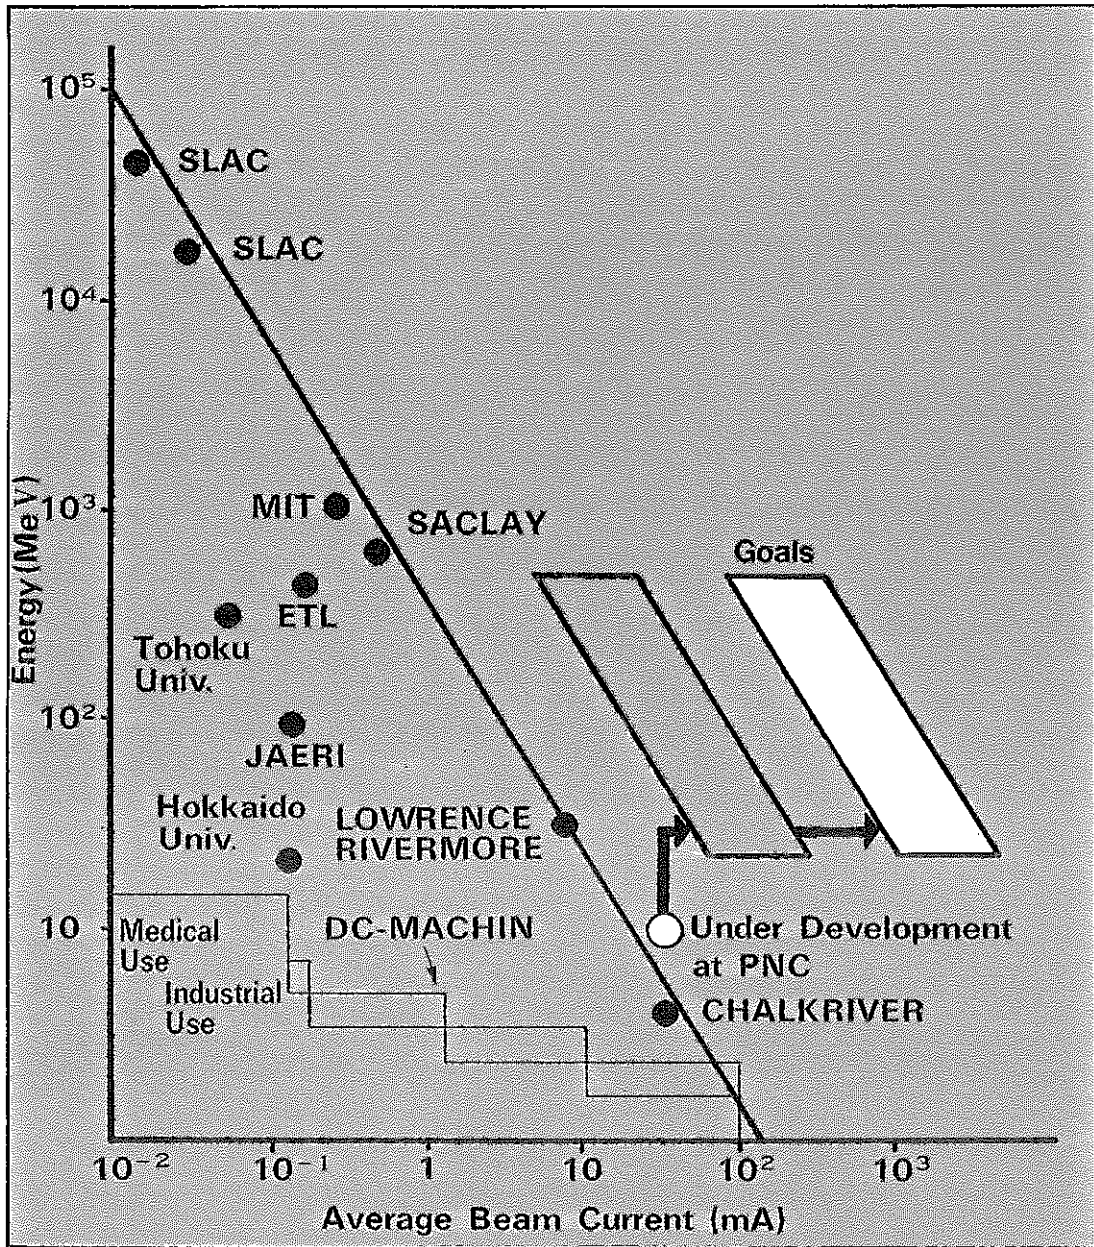 10⁵
SLAC
SLAC
10⁴
MIT
10³
SACLAY
Goals
ETL
Tohoku
Univ.
10²
JAERI
Hokkaido
Univ.
LOWRENCE
RIVERMORE
10
Medical
Use
DC-MACHIN
Under Development
at PNC
Industrial
Use
CHALKRIVER
Energy (MeV)
10⁻²
10⁻¹
1
10
10²
10³
Average Beam Current (mA)